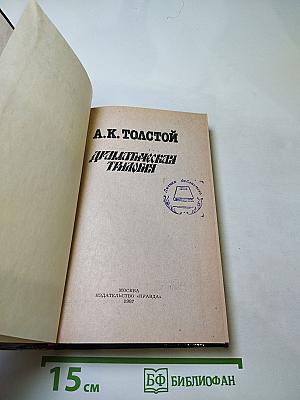 А.К. ТОЛСТОЙ
ДРАМАТИЧЕСКАЯ
ТРИЛОГИЯ
МОСКВА
ИЗДАТЕЛЬСТВО «ПРАВДА»
1987
15 см
БФ БИБЛИОФАН